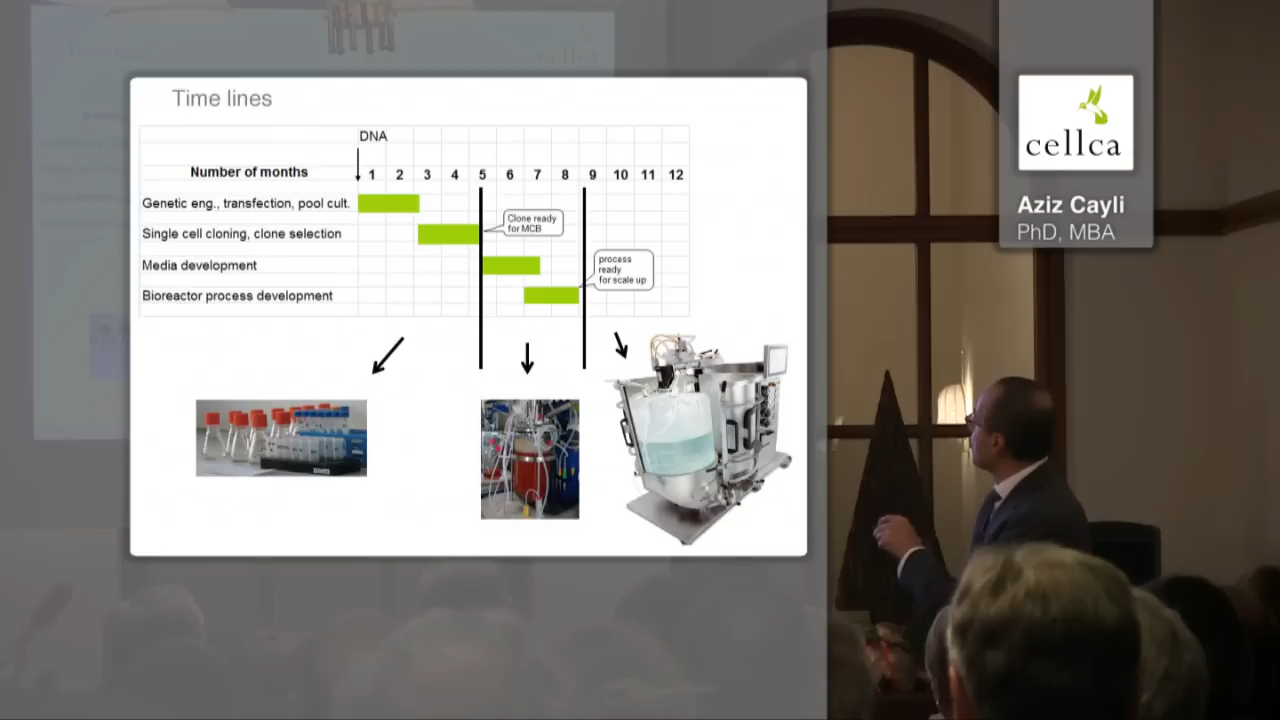 Time lines
DNA
Number of months 1 2 3 4 5 6 7 8 9 10 11 12
Genetic eng., transfection, pool cult.
Clone ready
for MCB
Single cell cloning, clone selection
Media development
process
ready
for scale up
Bioreactor process development
cellca
Aziz Cayli
PhD, MBA